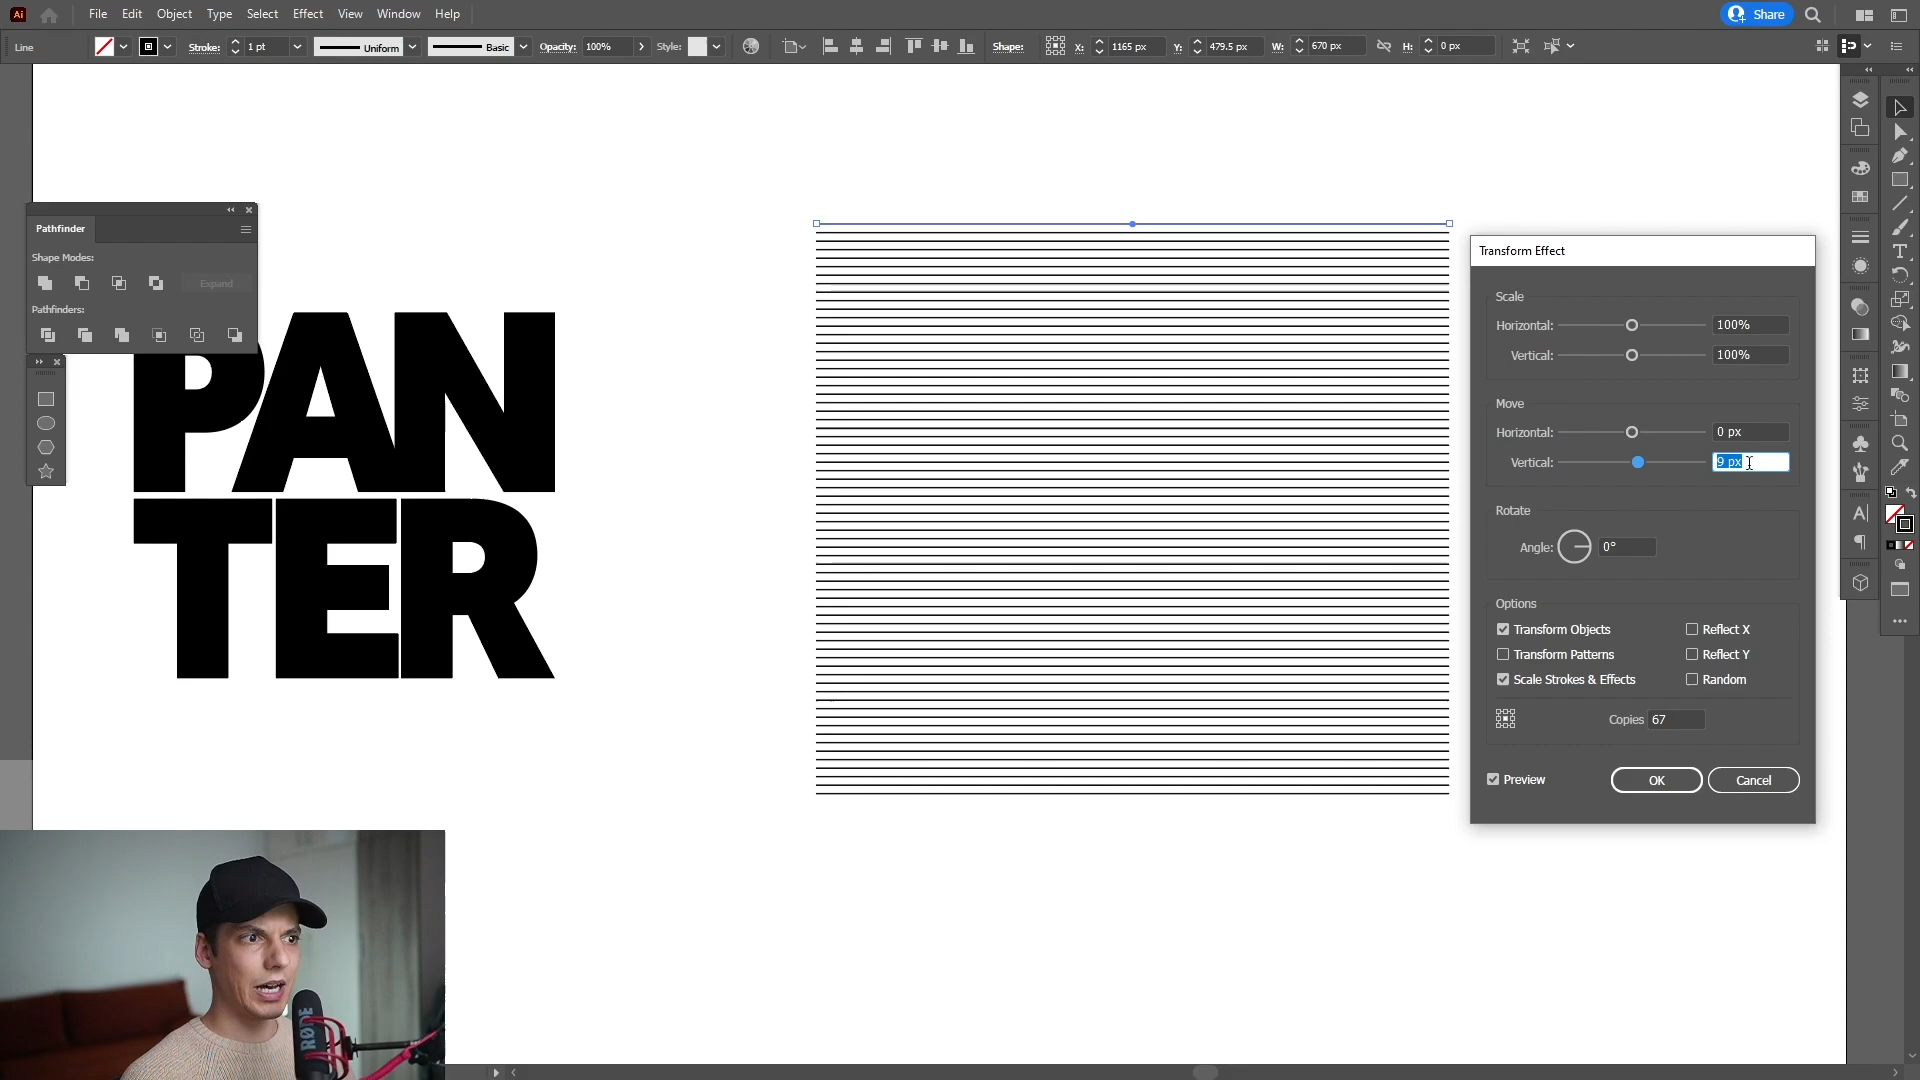 Ai File Edit Object Type Select Effect View Window Help Share
Line Stroke: 1 pt Uniform Basic Opacity: 100% Style: Shape: X: 1165 px Y: 479.5 px W: 670 px H: 0 px
Pathfinder
Shape Modes:
Expand
Pathfinders:
PAN
TER
Transform Effect
Scale
Horizontal: 100%
Vertical: 100%
Move
Horizontal: 0 px
Vertical: 9 px
Rotate
Angle: 0°
Options
Transform Objects Reflect X
Transform Patterns Reflect Y
Scale Strokes & Effects Random
Copies 67
Preview OK Cancel
RØDE